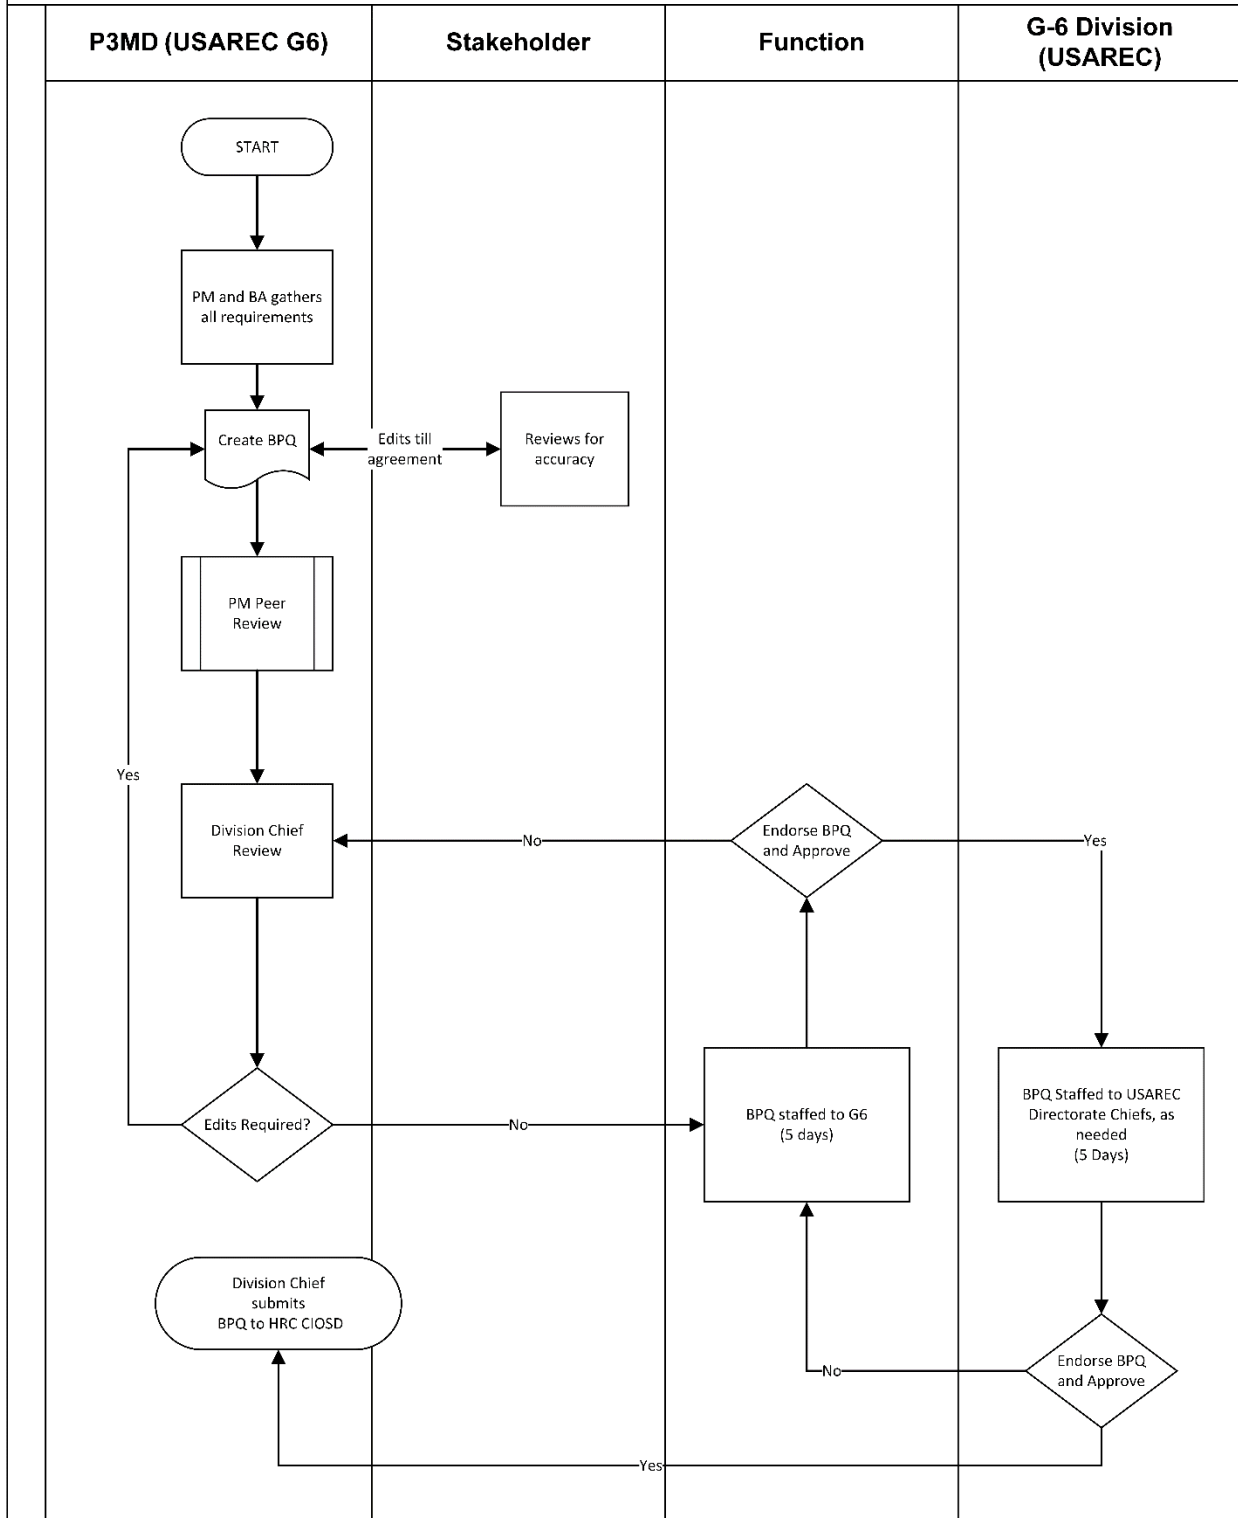 P3MD (USAREC G6)
Stakeholder
Function
G-6 Division
(USAREC)
START
PM and BA gathers
all requirements
Create BPQ
Edits till
agreement
Reviews for
accuracy
PM Peer
Review
Yes
Division Chief
Review
No
Endorse BPQ
and Approve
Yes
Edits Required?
No
BPQ staffed to G6
(5 days)
BPQ Staffed to USAREC
Directorate Chiefs, as
needed
(5 Days)
Division Chief
submits
BPQ to HRC CIOSD
No
Endorse BPQ
and Approve
Yes